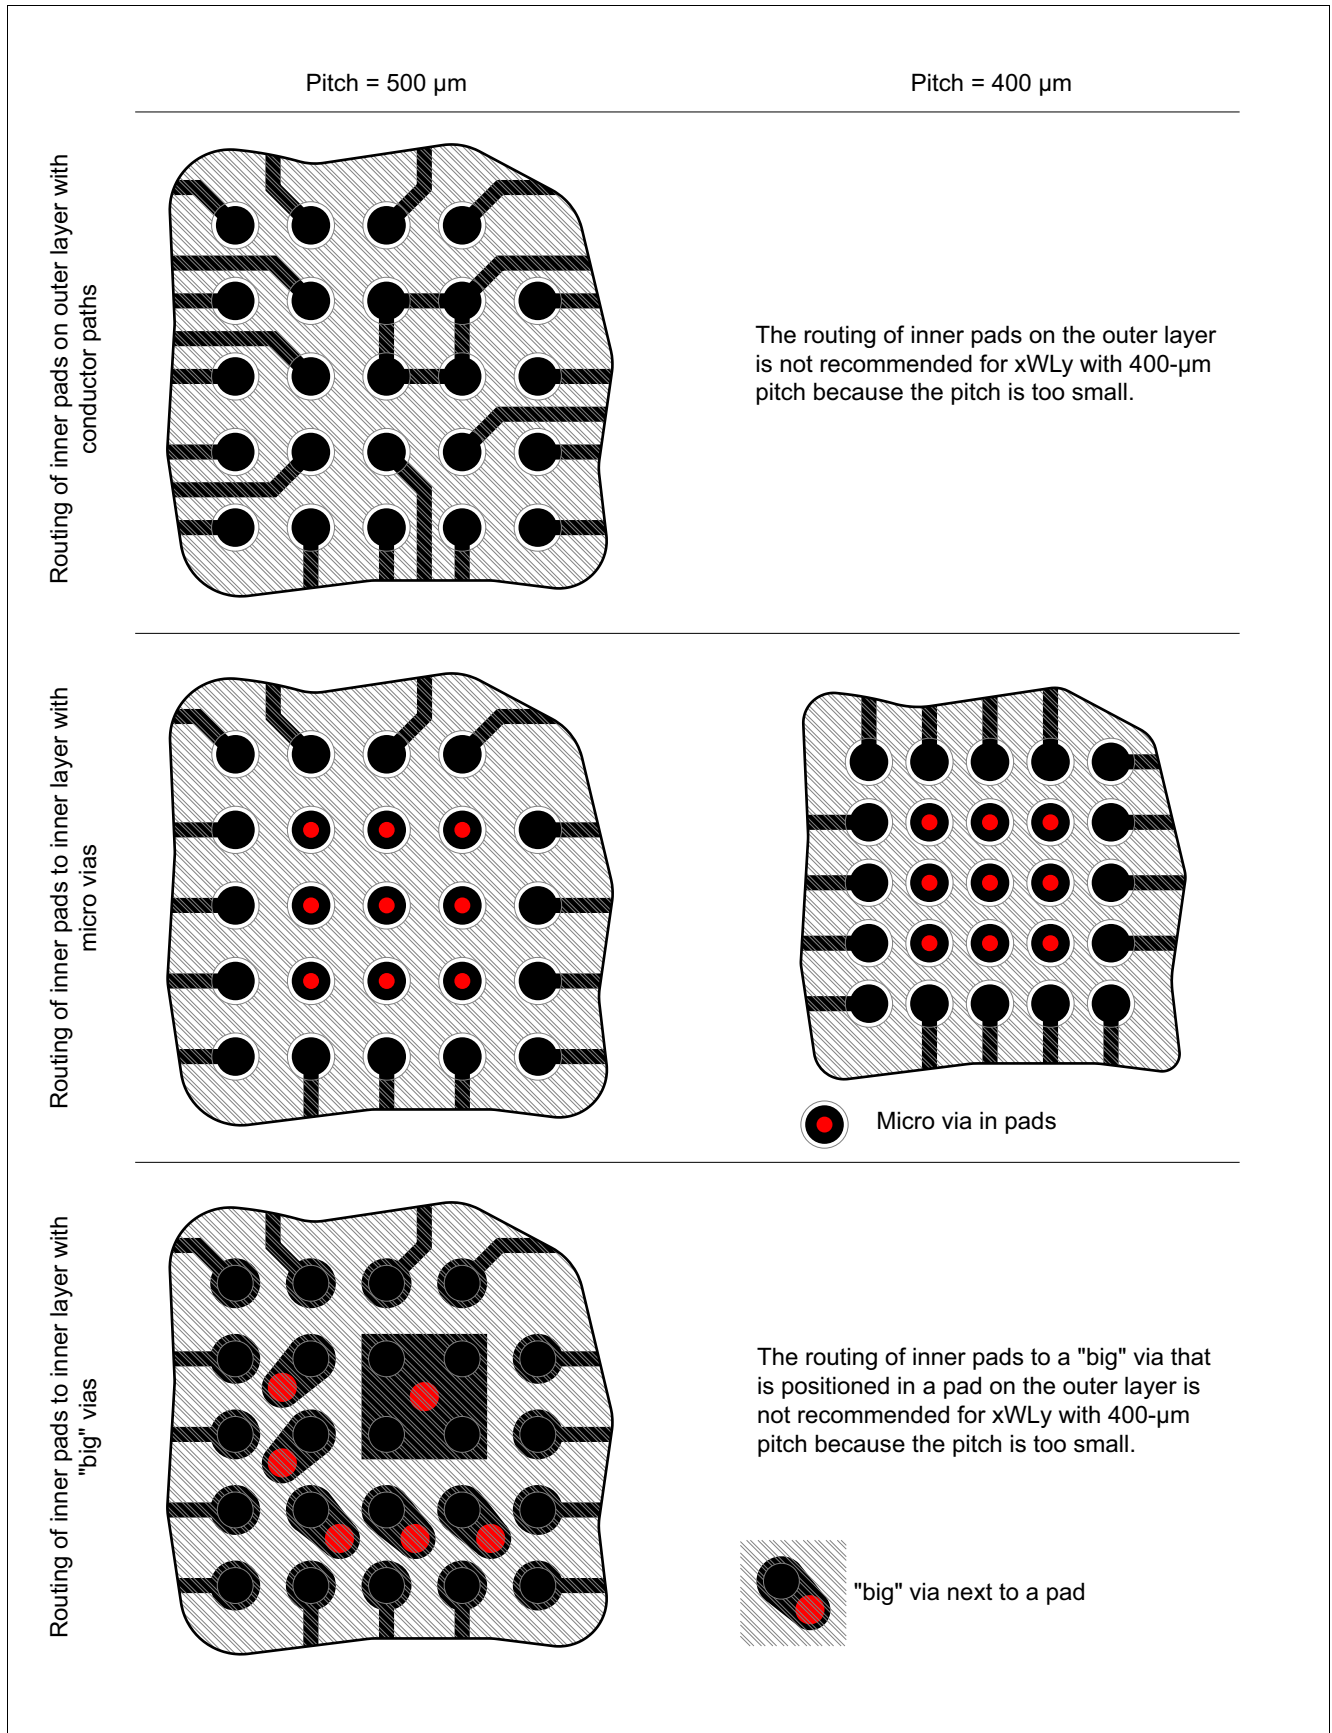 Pitch = 500 µm
Pitch = 400 µm
Routing of inner pads on outer layer with
conductor paths
The routing of inner pads on the outer layer
is not recommended for xWLy with 400-µm
pitch because the pitch is too small.
Routing of inner pads to inner layer with
micro vias
Micro via in pads
Routing of inner pads to inner layer with
"big" vias
The routing of inner pads to a "big" via that
is positioned in a pad on the outer layer is
not recommended for xWLy with 400-µm
pitch because the pitch is too small.
"big" via next to a pad